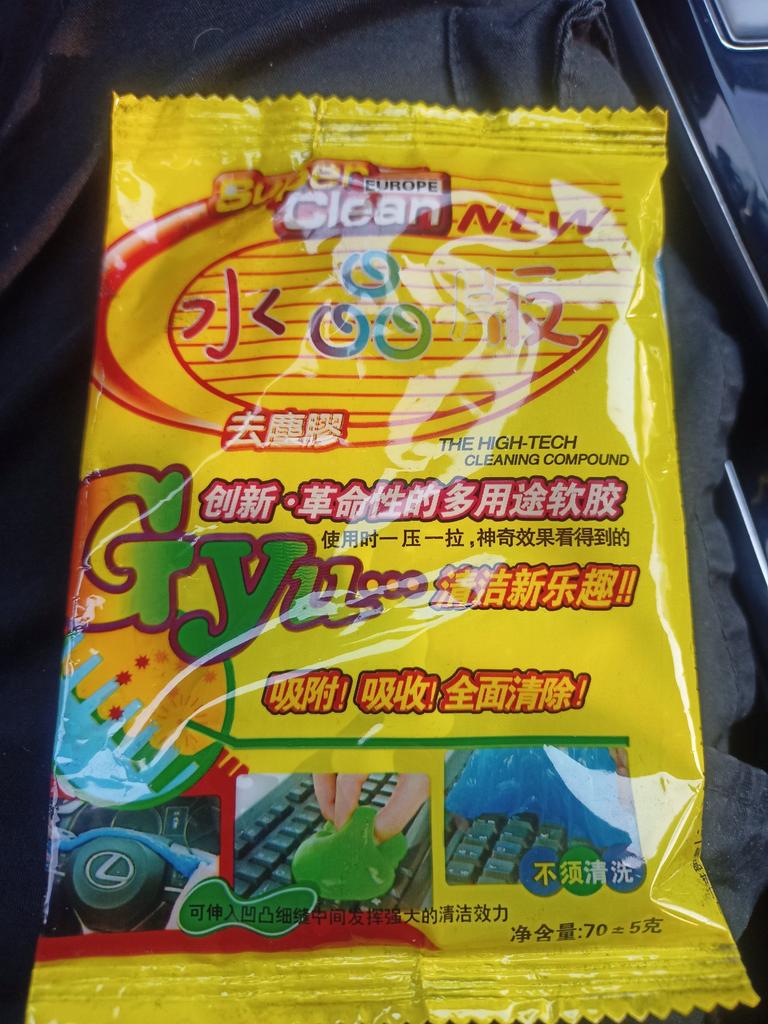 Super
EUROPE
Clean NEW
水晶版
去塵膠
THE HIGH-TECH
CLEANING COMPOUND
创新·革命性的多用途软胶
使用时一压一拉,神奇效果看得到的
Gyu...
清洁新乐趣!!
吸附! 吸收! 全面清除!
不须清洗
可伸入凹凸细缝中间发挥强大的清洁效力
净含量:70±5克